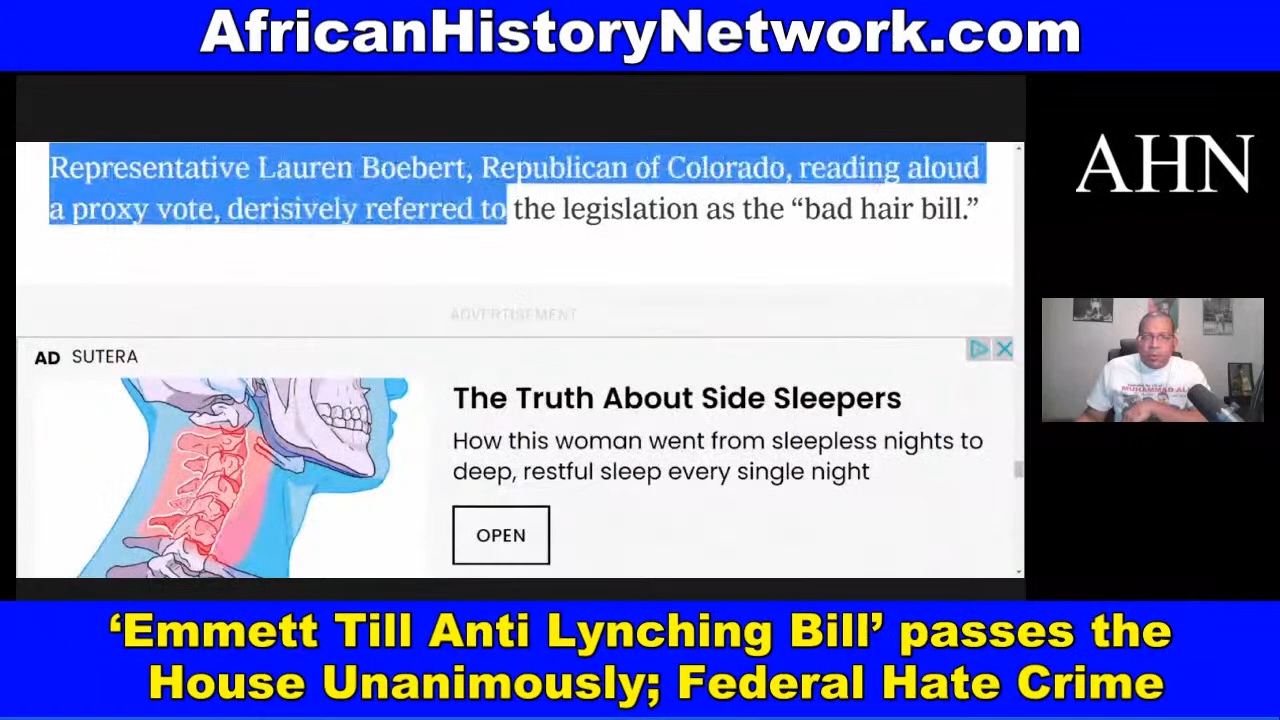 AfricanHistoryNetwork.com
AHN
Representative Lauren Boebert, Republican of Colorado, reading aloud
a proxy vote, derisively referred to the legislation as the “bad hair bill.”
ADVERTISEMENT
AD SUTERA
The Truth About Side Sleepers
How this woman went from sleepless nights to
deep, restful sleep every single night
OPEN
MUHAMMAD ALI
‘Emmett Till Anti Lynching Bill’ passes the
House Unanimously; Federal Hate Crime